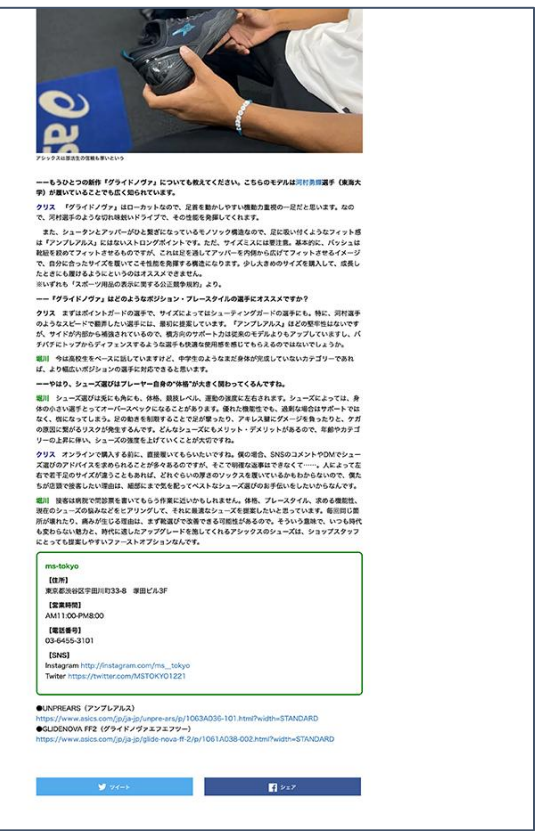 as
アシックスは部活生の信頼も厚いという
ーーもうひとつの新作『グライドノヴァ』についても教えてください。こちらのモデルは河村勇輝選手（東海大
学）が履いていることでも広く知られています。
クリス 『グライドノヴァ』はローカットなので、足首を動かしやすい機動力重視の一足だと思います。なの
で、河村選手のような切れ味鋭いドライブで、その性能を発揮してくれます。
また、シュータンとアッパーがひと繋ぎになっているモノソック構造なので、足に吸い付くようなフィット感
は『アンプレアルス』にはないストロングポイントです。ただ、サイズミスには要注意。基本的に、バッシュは
靴紐を絞めてフィットさせるものですが、これは足を通してアッパーを内側から広げてフィットさせるイメージ
で、自分に合ったサイズを履いてこそ性能を発揮する構造になります。少し大きめのサイズを購入して、成長し
たときにも履けるようにというのはオススメできません。
※いずれも「スポーツ用品の表示に関する公正競争規約」より。
ーー『グライドノヴァ』はどのようなポジション・プレースタイルの選手にオススメですか？
クリス まずはポイントガードの選手で、サイズによってはシューティングガードの選手にも。特に、河村選手
のようなスピードで翻弄したい選手には、最初に提案しています。『アンプレアルス』ほどの堅牢性はないです
が、サイドが内部から補強されているので、横方向のサポート力は従来のモデルよりもアップしていますし、バ
チバチにトップからディフェンスするような選手も快適な使用感を感じてもらえるのではないでしょうか。
堀川 今は高校生をベースに話していますけど、中学生のようなまだ身体が完成していないカテゴリーであれ
ば、より幅広いポジションの選手に対応できると思います。
ーーやはり、シューズ選びはプレーヤー自身の“体格”が大きく関わってくるんですね。
堀川 シューズ選びは兎にも角にも、体格、競技レベル、運動の強度に左右されます。シューズによっては、身
体の小さい選手とってオーバースペックになることがあります。優れた機能性でも、過剰な場合はサポートでは
なく、枷になってしまう。足の動きを制限することで足が攣ったり、アキレス腱にダメージを負ったりと、ケガ
の原因に繋がるリスクが発生するんです。どんなシューズにもメリット・デメリットがあるので、年齢やカテゴ
リーの上昇に伴い、シューズの強度を上げていくことが大切ですね。
クリス オンラインで購入する前に、直接履いてもらいたいですね。僕の場合、SNSのコメントやDMでシュー
ズ選びのアドバイスを求められることが多々あるのですが、そこで明確な返事はできなくて……。人によって左
右で若干足のサイズが違うこともあれば、どれぐらいの厚さのソックスを履いているかもわからないので、僕た
ちが店頭で接客したい理由は、細部にまで気を配ってベストなシューズ選びのお手伝いをしたいからなんです。
堀川 接客は病院で問診票を書いてもらう作業に近いかもしれません。体格、プレースタイル、求める機能性、
現在のシューズの悩みなどをヒアリングして、それに最適なシューズを提案したいと思っています。毎回同じ箇
所が壊れたり、痛みが生じる理由は、まず靴選びで改善できる可能性があるので。そういう意味で、いつも時代
も変わらない魅力と、時代に適したアップグレードを施してくれるアシックスのシューズは、ショップスタッフ
にとっても提案しやすいファーストオプションなんです。
ms-tokyo
【住所】
東京都渋谷区宇田川町33-8 塚田ビル3F
【営業時間】
AM11:00-PM8:00
【電話番号】
03-6455-3101
【SNS】
Instagram http://instagram.com/ms__tokyo
Twiter https://twitter.com/MSTOKYO1221
●UNPREARS（アンプレアルス）
https://www.asics.com/jp/ja-jp/unpre-ars/p/1063A036-101.html?width=STANDARD
●GLIDENOVA FF2（グライドノヴァエフエフツー）
https://www.asics.com/jp/ja-jp/glide-nova-ff-2/p/1061A038-002.html?width=STANDARD
ツイート
シェア